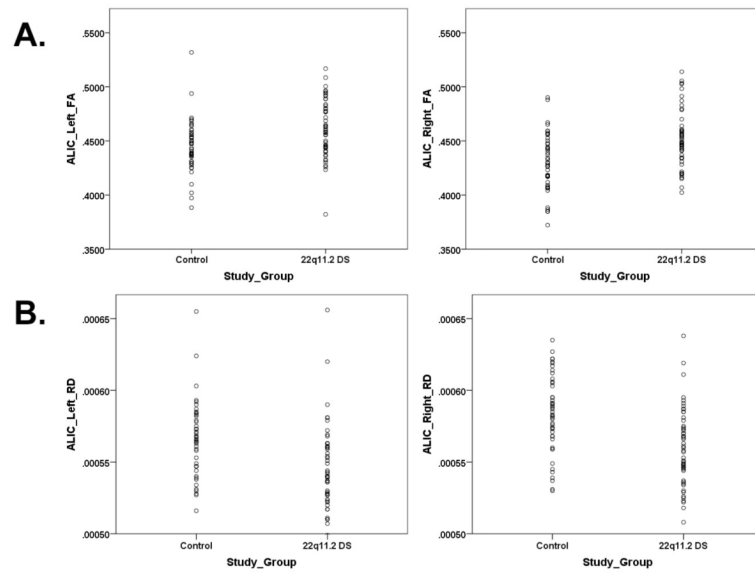 A.
.5500
.5000
.4500
.4000
.3500
ALIC_Left_FA
Control
22q11.2 DS
Study_Group
.5500
.5000
.4500
.4000
.3500
ALIC_Right_FA
Control
22q11.2 DS
Study_Group
B.
.00065
.00060
.00055
.00050
ALIC_Left_RD
Control
22q11.2 DS
Study_Group
.00065
.00060
.00055
.00050
ALIC_Right_RD
Control
22q11.2 DS
Study_Group